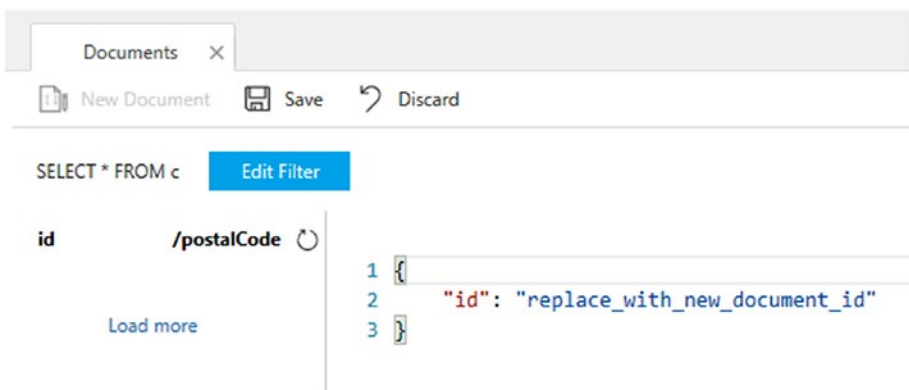 Documents
New Document Save Discard
SELECT * FROM c Edit Filter
id /postalCode
Load more
1 {
2 "id": "replace_with_new_document_id"
3 }